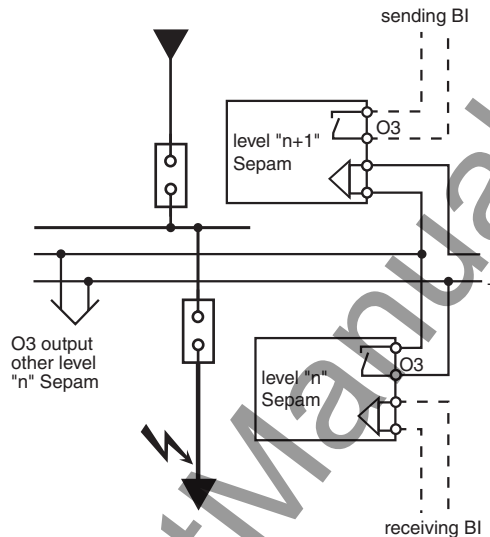 sending BI
level "n+1"
Sepam
O3
O3 output
other level
"n" Sepam
level "n"
Sepam
O3
receiving BI